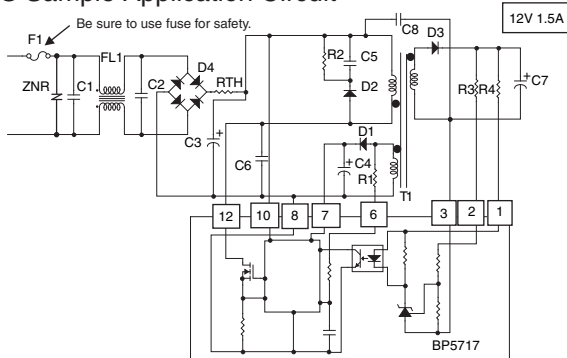 Sample Application Circuit
F1
Be sure to use fuse for safety.
12V 1.5A
C8
D3
FL1
D4
R2
C5
ZNR
C1
C2
RTH
D2
R3
R4
C7
C3
C6
D1
C4
R1
T1
12
10
8
7
6
3
2
1
BP5717